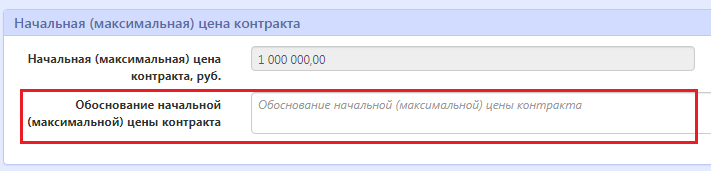 Начальная (максимальная) цена контракта
Начальная (максимальная) цена
контракта, руб.
1 000 000,00
Обоснование начальной
(максимальной) цены контракта
Обоснование начальной (максимальной) цены контракта